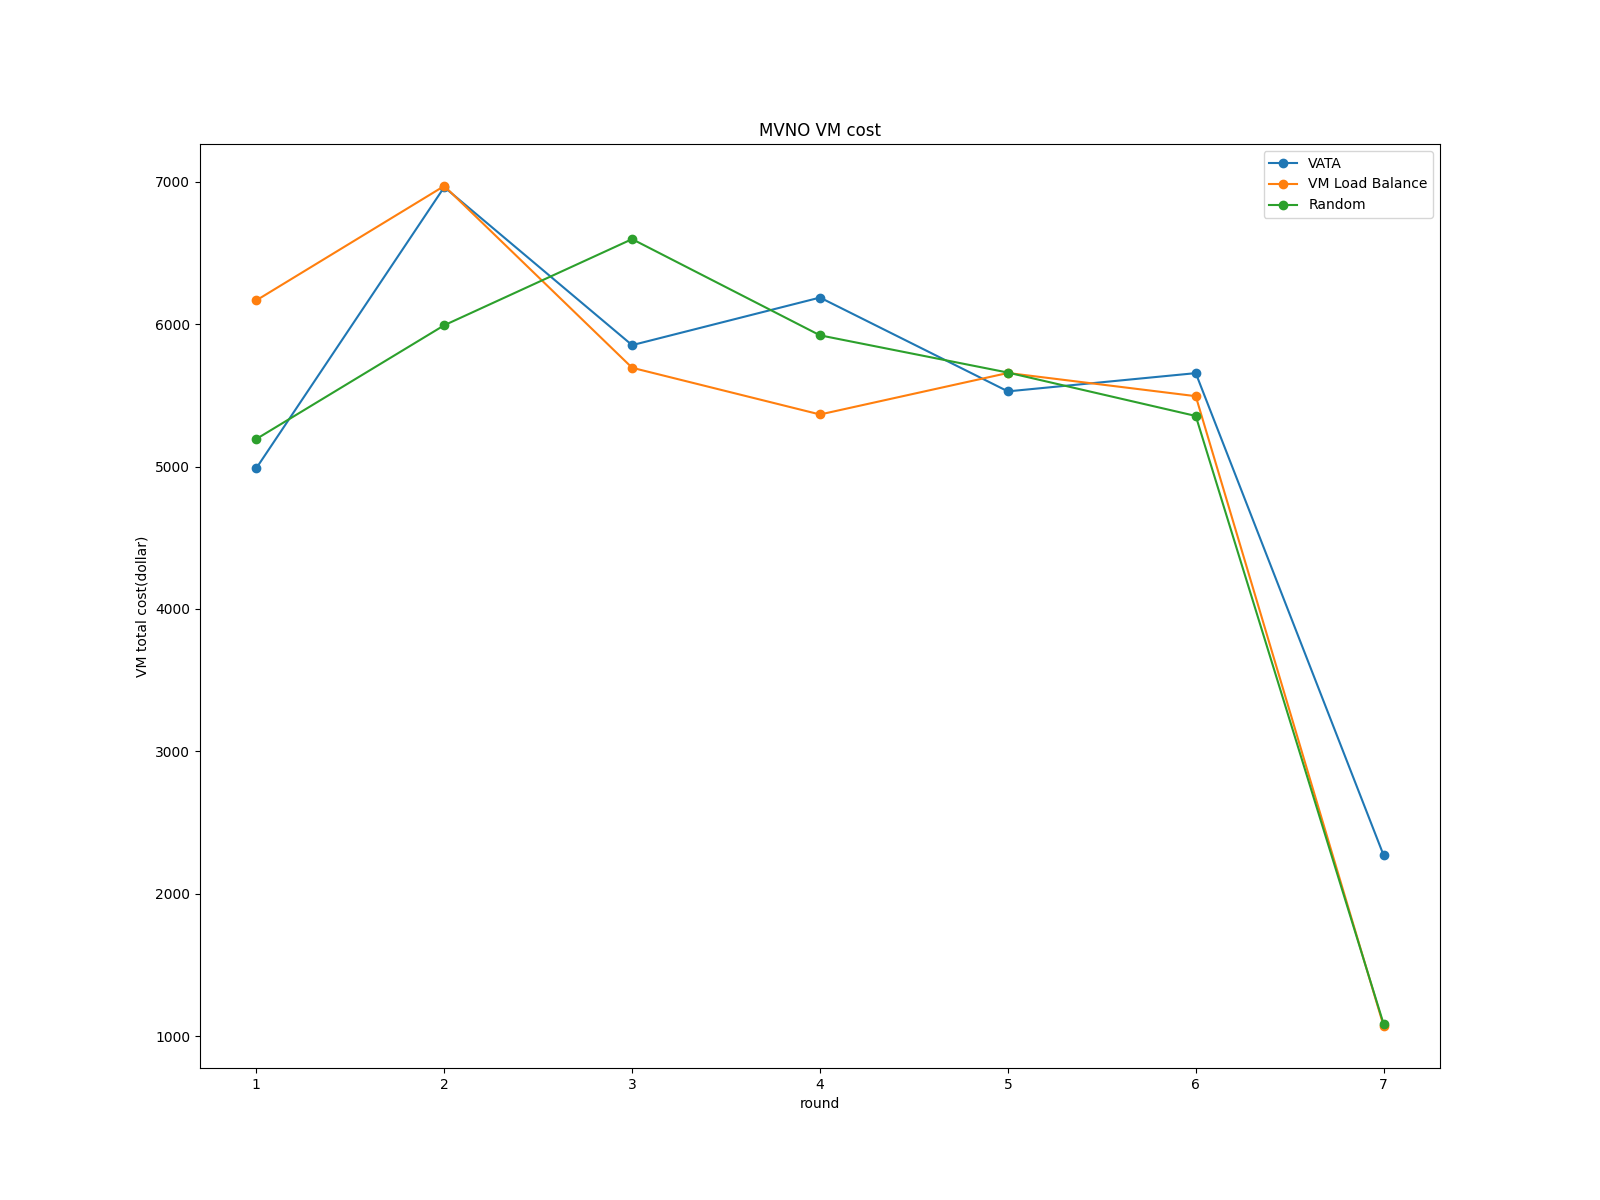 MVNO VM cost
VATA
VM Load Balance
Random
7000
6000
5000
4000
3000
2000
1000
VM total cost(dollar)
1 2 3 4 5 6 7
round